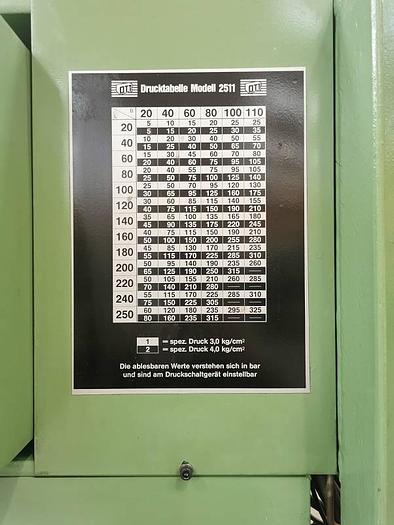 ntt Drucktabelle Modell 2511 ntt
20 40 60 80 100 110
20 5 10 15 20 25 25
5 15 20 25 30 35
40 10 20 30 40 50 55
15 25 40 50 65 70
60 15 30 45 60 70 80
20 40 60 75 95 105
80 20 40 55 75 95 105
25 50 75 100 125 140
100 25 50 70 95 120 130
30 65 95 125 160 175
120 30 60 85 115 140 155
40 75 115 150 190 210
140 35 65 100 135 165 180
45 90 135 175 220 245
160 40 75 115 150 190 210
50 100 150 200 255 280
180 45 85 130 170 215 235
55 115 170 225 285 310
200 50 95 140 190 235 260
65 125 190 250 315 —
220 50 105 155 210 260 285
70 140 210 280 — —
240 55 115 170 225 285 310
75 150 225 305 — —
250 60 120 180 235 295 325
80 160 235 315 — —
1 = spez. Druck 3,0 kg/cm²
2 = spez. Druck 4,0 kg/cm²
Die ablesbaren Werte verstehen sich in bar
und sind am Druckschaltgerät einstellbar